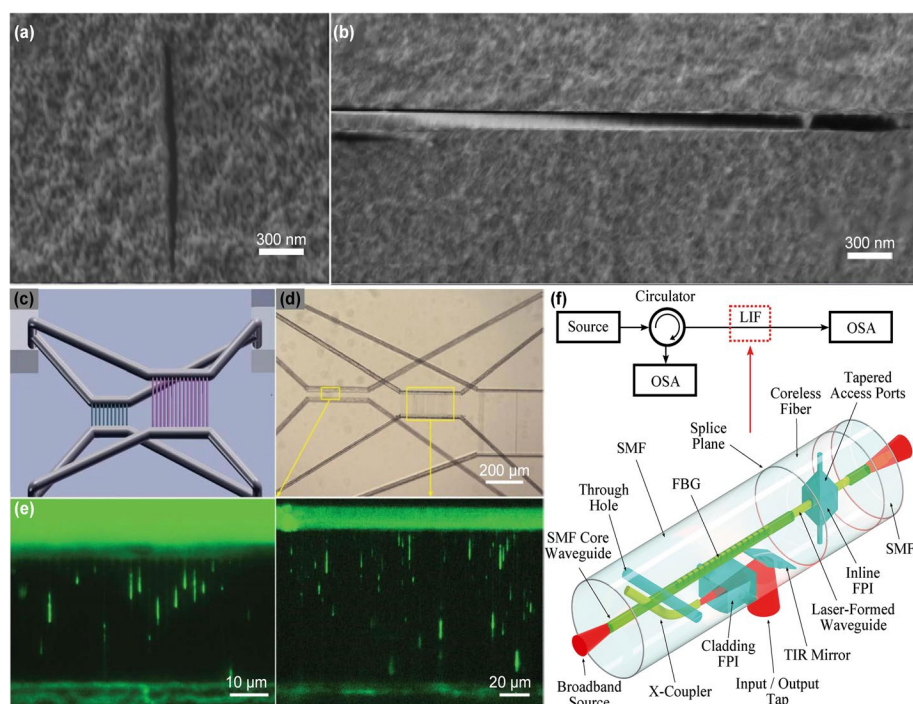 (a)
300 nm
(b)
300 nm
(c)
(d)
200 µm
(e)
10 µm
20 µm
(f)
Circulator
Source
LIF
OSA
OSA
Coreless
Fiber
Tapered
Access Ports
Splice
Plane
SMF
FBG
Through
Hole
SMF Core
Waveguide
SMF
Inline
FPI
Laser-Formed
Waveguide
TIR Mirror
Cladding
FPI
Input / Output
Tap
X-Coupler
Broadband
Source